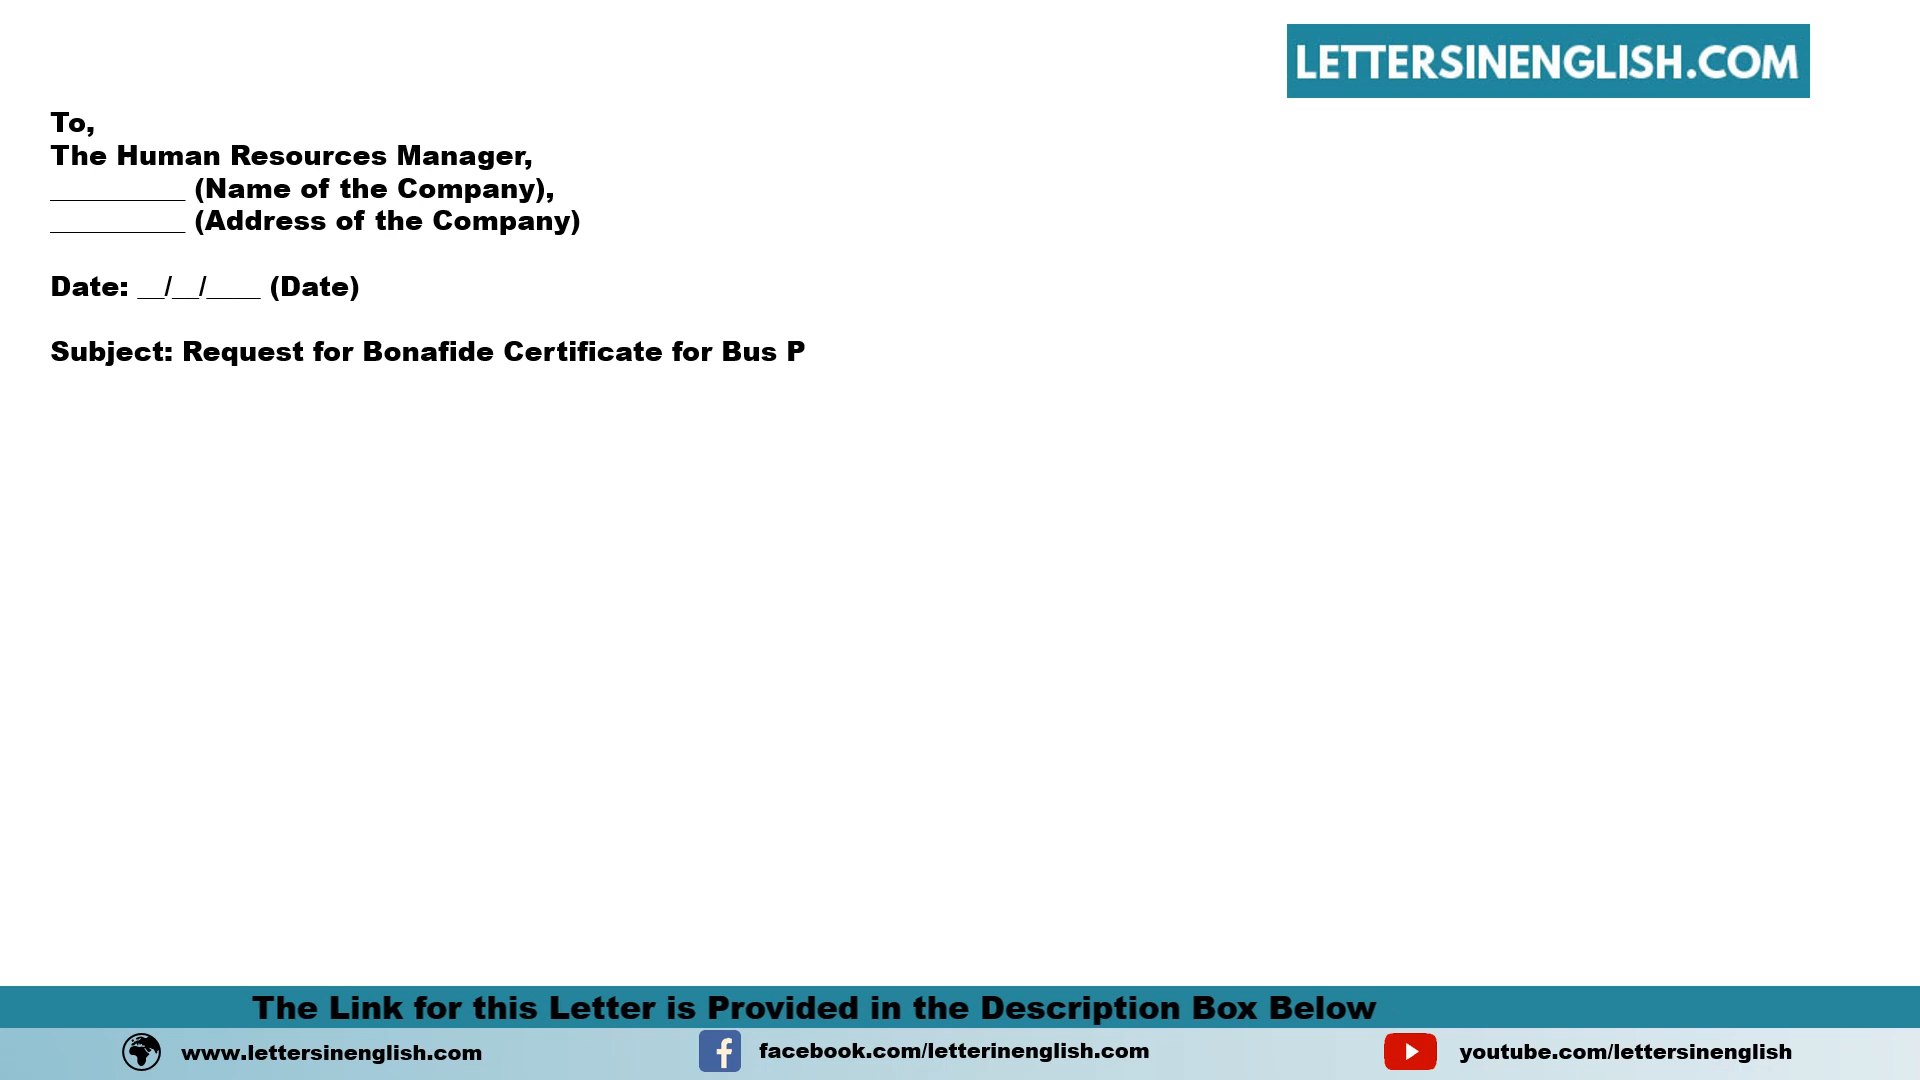 LETTERSINENGLISH.COM
To,
The Human Resources Manager,
__________ (Name of the Company),
__________ (Address of the Company)
Date: __/__/____ (Date)
Subject: Request for Bonafide Certificate for Bus P
The Link for this Letter is Provided in the Description Box Below
www.lettersinenglish.com
facebook.com/letterinenglish.com
youtube.com/lettersinenglish